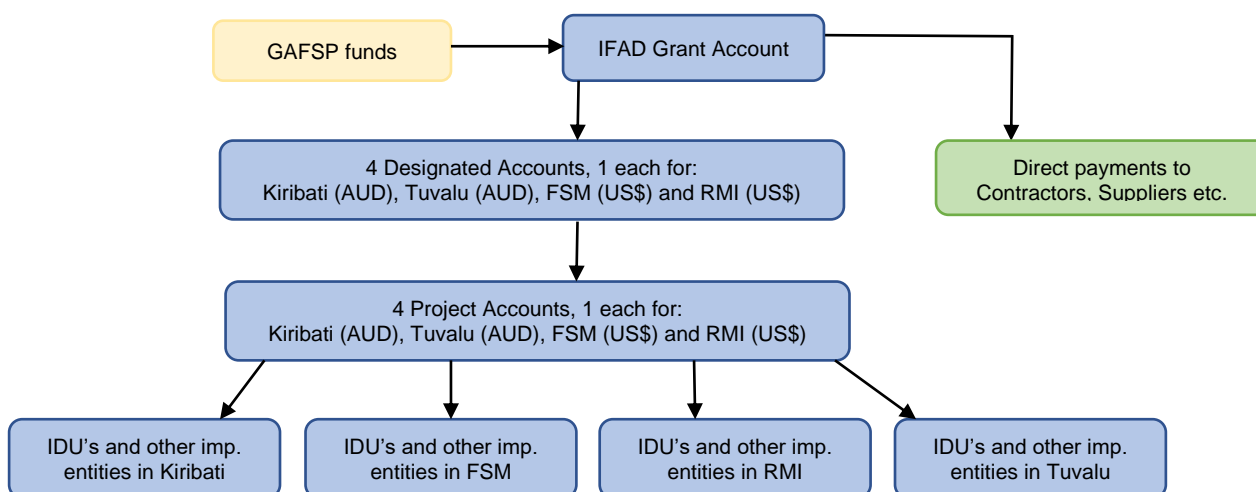 GAFSP funds
IFAD Grant Account
4 Designated Accounts, 1 each for:
Kiribati (AUD), Tuvalu (AUD), FSM (US$) and RMI (US$)
Direct payments to
Contractors, Suppliers etc.
4 Project Accounts, 1 each for:
Kiribati (AUD), Tuvalu (AUD), FSM (US$) and RMI (US$)
IDU’s and other imp.
entities in Kiribati
IDU’s and other imp.
entities in FSM
IDU’s and other imp.
entities in RMI
IDU’s and other imp.
entities in Tuvalu